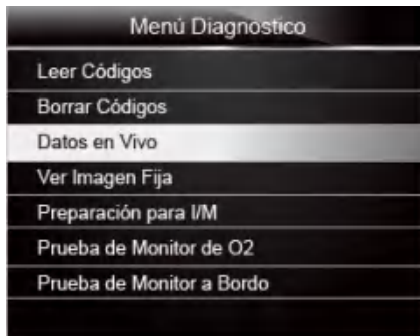 Menú Diagnostico
Leer Códigos
Borrar Códigos
Datos en Vivo
Ver Imagen Fija
Preparación para I/M
Prueba de Monitor de O2
Prueba de Monitor a Bordo